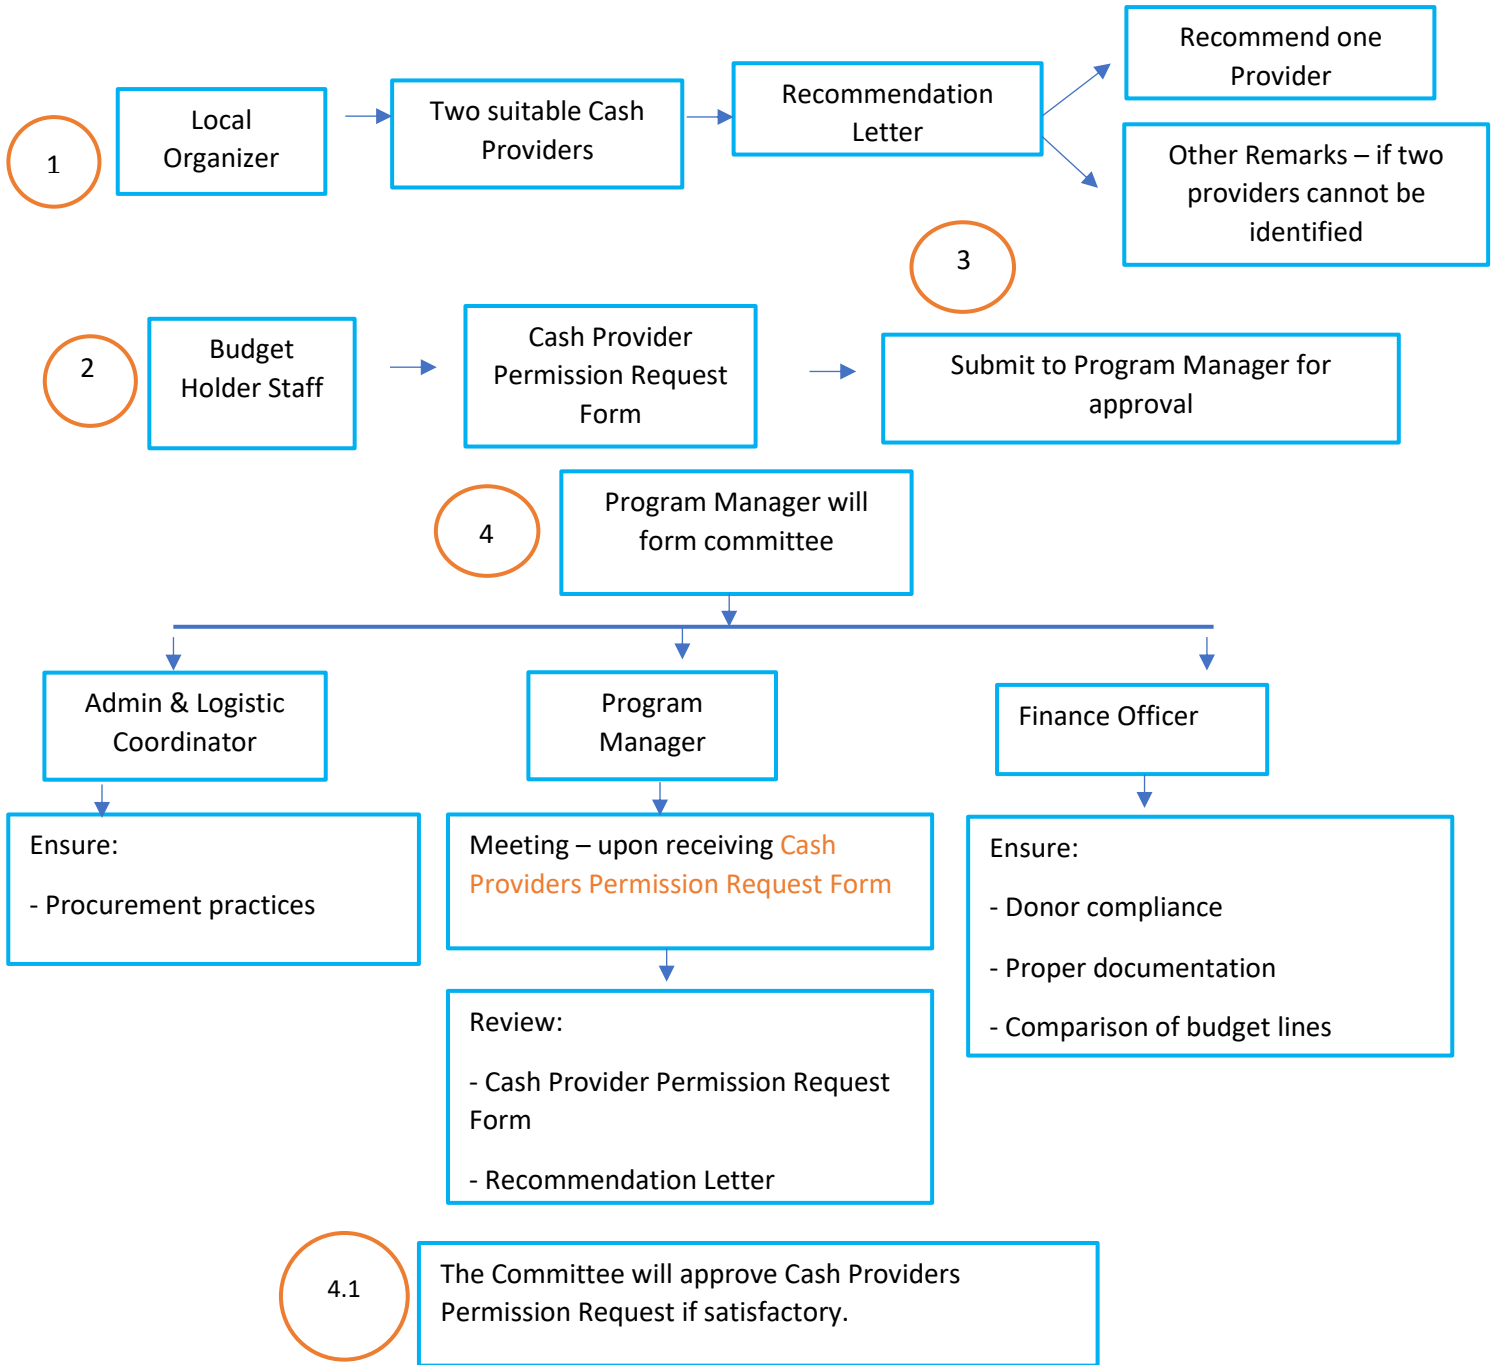 1
Local
Organizer
Two suitable Cash
Providers
Recommendation
Letter
Recommend one
Provider
Other Remarks – if two
providers cannot be
identified
2
Budget
Holder Staff
Cash Provider
Permission Request
Form
3
Submit to Program Manager for
approval
4
Program Manager will
form committee
Admin & Logistic
Coordinator
Program
Manager
Finance Officer
Ensure:
- Procurement practices
Meeting – upon receiving Cash
Providers Permission Request Form
Review:
- Cash Provider Permission Request
Form
- Recommendation Letter
Ensure:
- Donor compliance
- Proper documentation
- Comparison of budget lines
4.1
The Committee will approve Cash Providers
Permission Request if satisfactory.